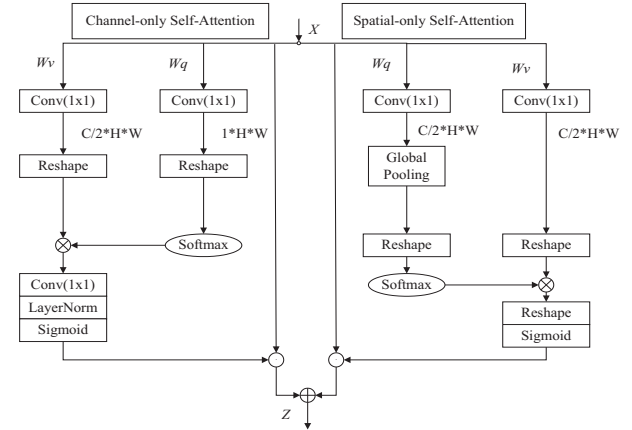 Channel-only Self-Attention
X
Spatial-only Self-Attention
Wv
Wq
Wq
Wv
Conv(1x1)
Conv(1x1)
Conv(1x1)
Conv(1x1)
C/2*H*W
1*H*W
C/2*H*W
C/2*H*W
Reshape
Reshape
Global
Pooling
Softmax
Reshape
Reshape
Conv(1x1)
LayerNorm
Sigmoid
Softmax
Reshape
Sigmoid
Z